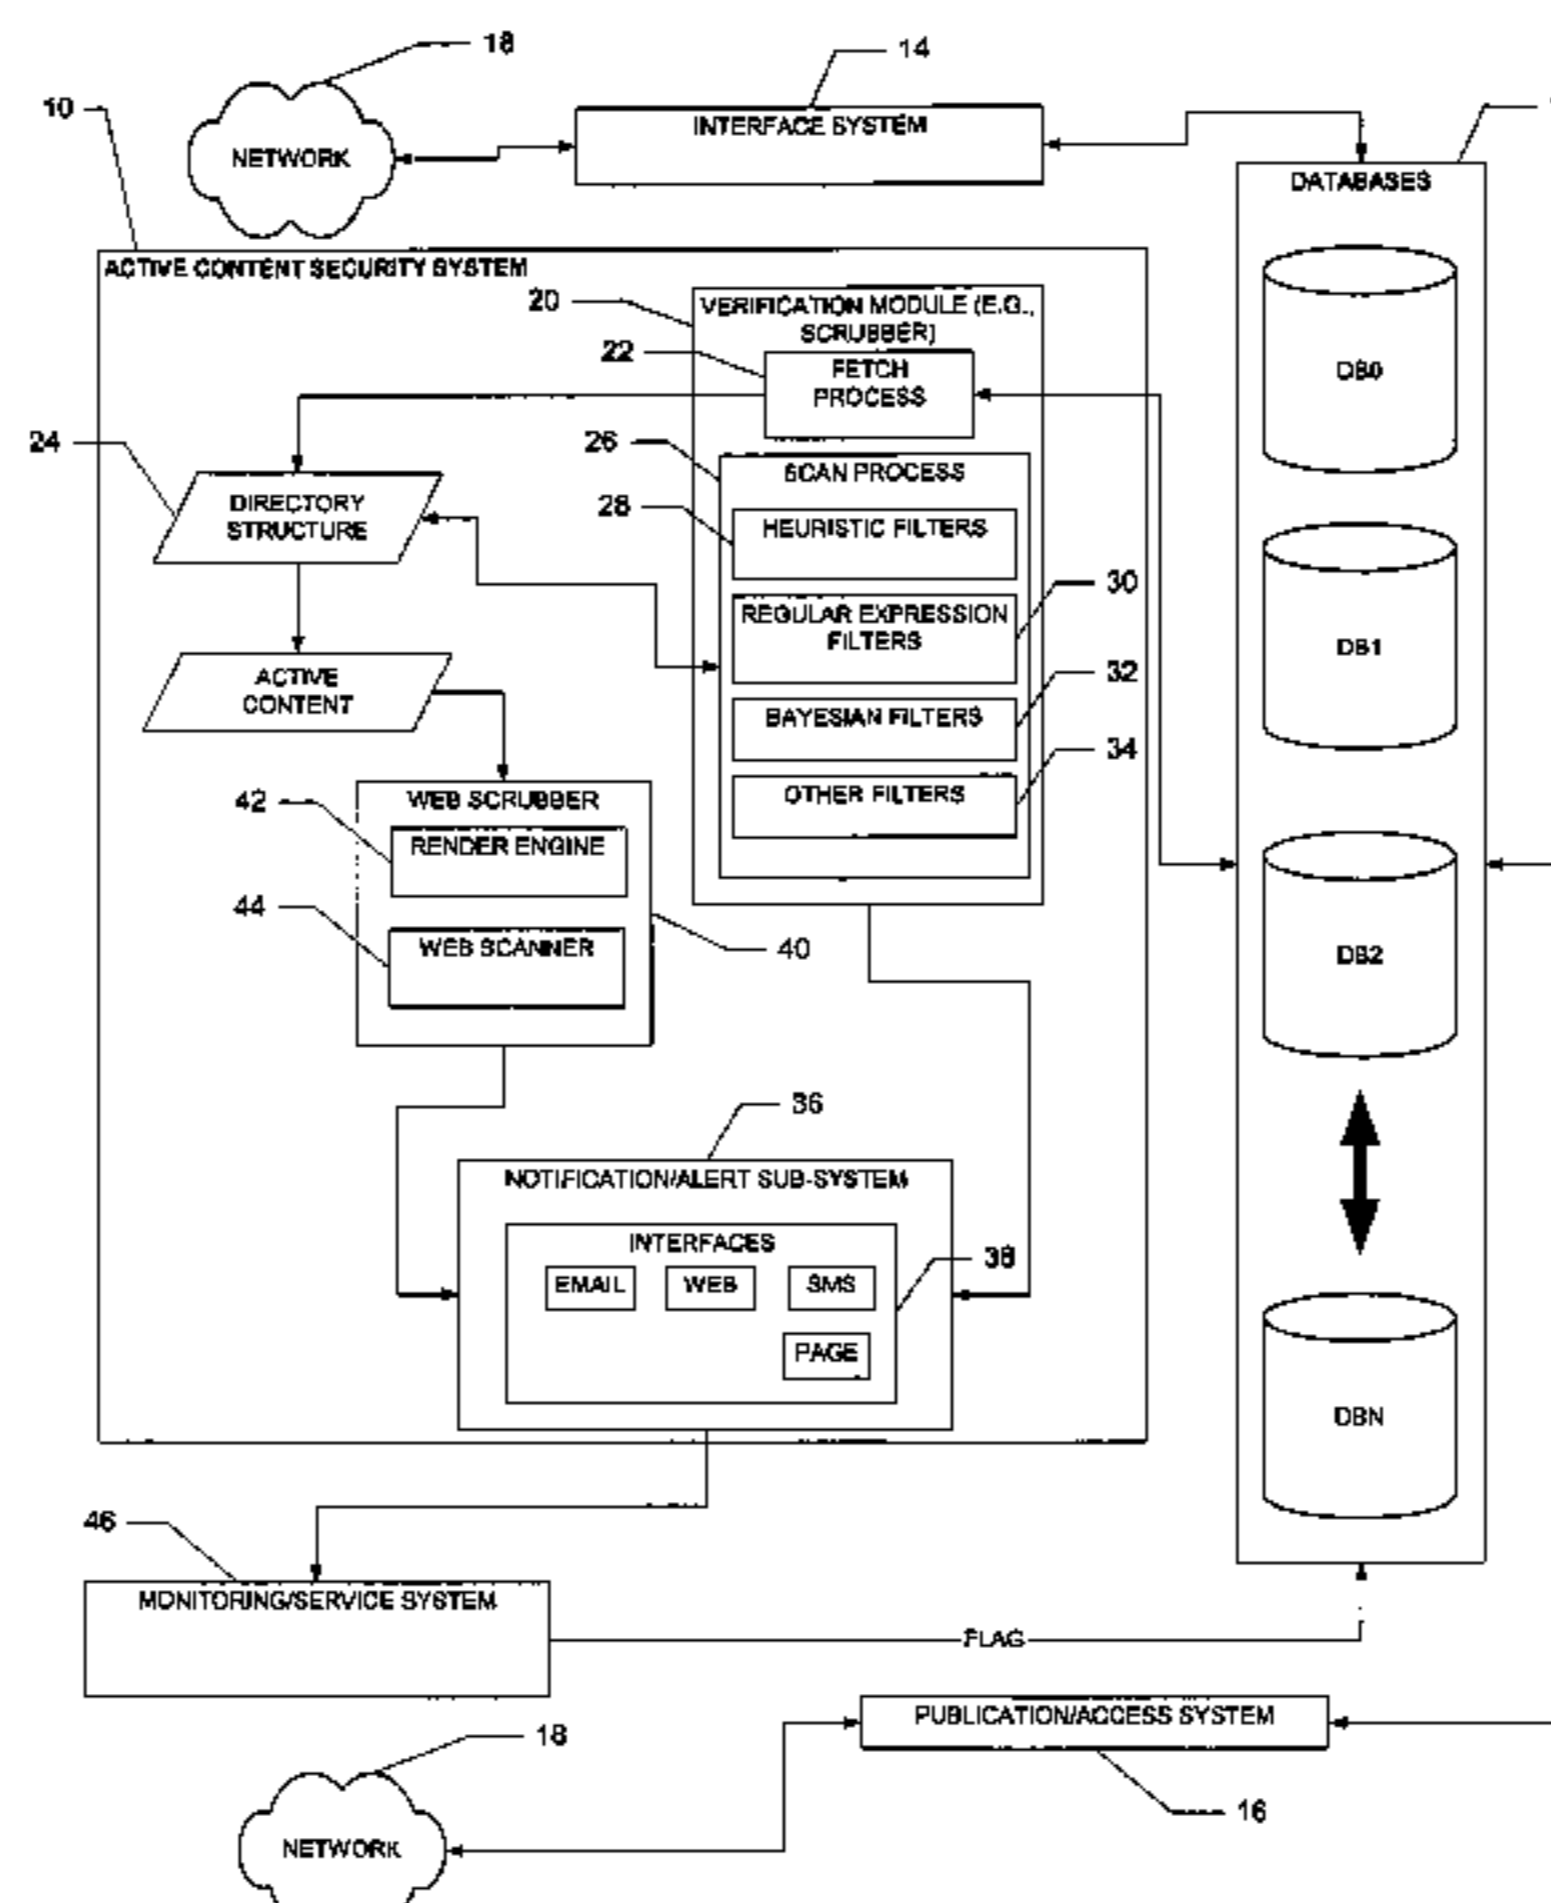 18
14
10
NETWORK
INTERFACE SYSTEM
DATABASES
ACTIVE CONTENT SECURITY SYSTEM
20
VERIFICATION MODULE (E.G.,
SCRUBBER)
22
FETCH
PROCESS
DB0
24
26
SCAN PROCESS
DIRECTORY
STRUCTURE
28
HEURISTIC FILTERS
30
REGULAR EXPRESSION
FILTERS
DB1
ACTIVE
CONTENT
32
BAYESIAN FILTERS
34
OTHER FILTERS
42
WEB SCRUBBER
RENDER ENGINE
44
WEB SCANNER
40
DB2
36
NOTIFICATION/ALERT SUB-SYSTEM
INTERFACES
38
EMAIL
WEB
SMS
PAGE
DBN
46
MONITORING/SERVICE SYSTEM
FLAG
PUBLICATION/ACCESS SYSTEM
18
16
NETWORK